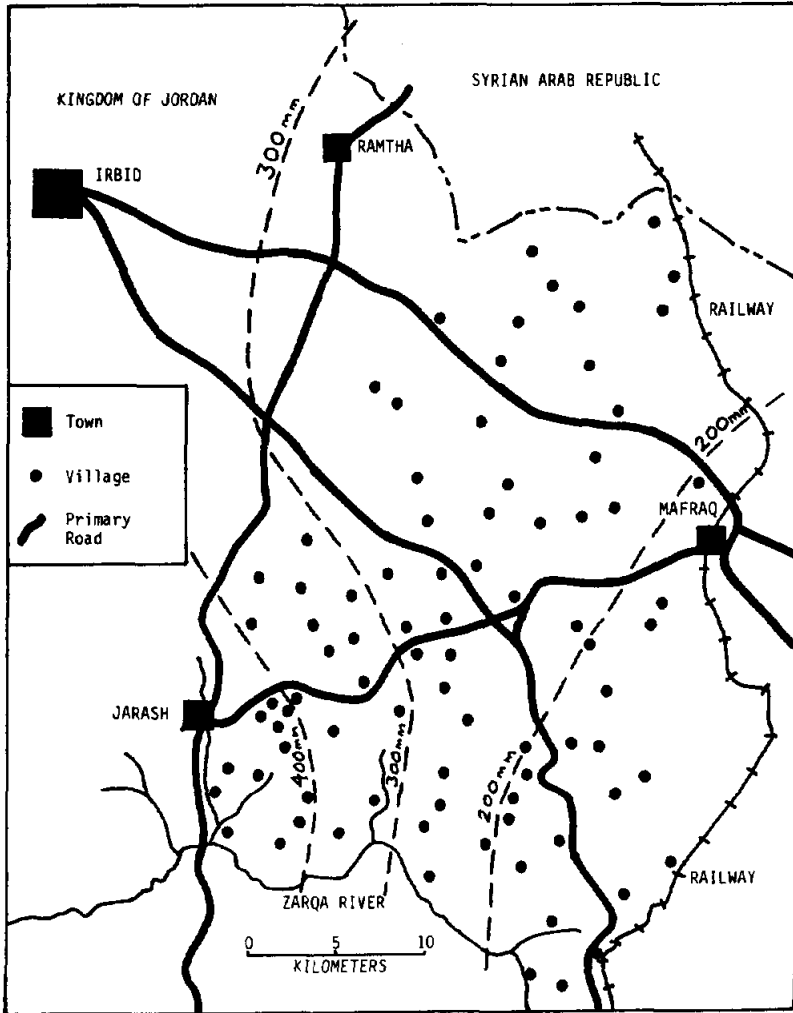 KINGDOM OF JORDAN
SYRIAN ARAB REPUBLIC
300mm
RAMTHA
IRBID
RAILWAY
Town
Village
Primary
Road
200mm
MAFRAQ
JARASH
400mm
300mm
200mm
RAILWAY
ZARQA RIVER
0 5 10
KILOMETERS